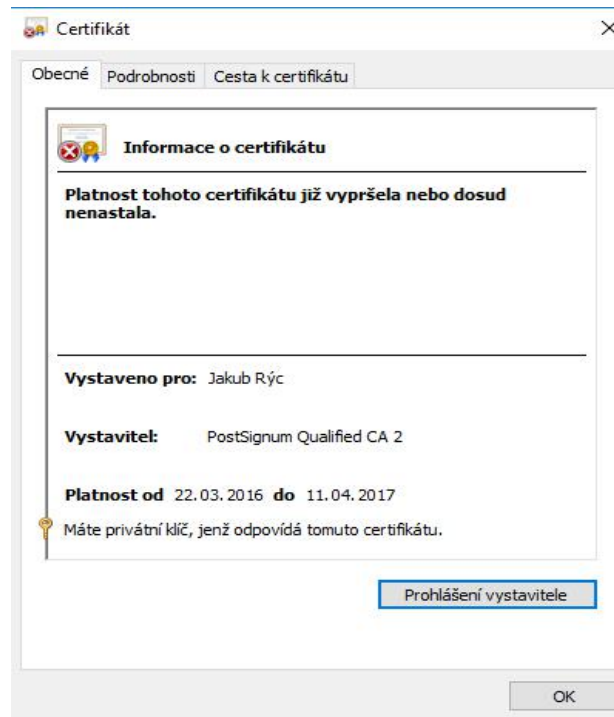 Certifikát
Obecné Podrobnosti Cesta k certifikátu
Informace o certifikátu
Platnost tohoto certifikátu již vypršela nebo dosud
nenastala.
Vystaveno pro: Jakub Rýc
Vystavitel: PostSignum Qualified CA 2
Platnost od 22.03.2016 do 11.04.2017
Máte privátní klíč, jenž odpovídá tomuto certifikátu.
Prohlášení vystavitele
OK